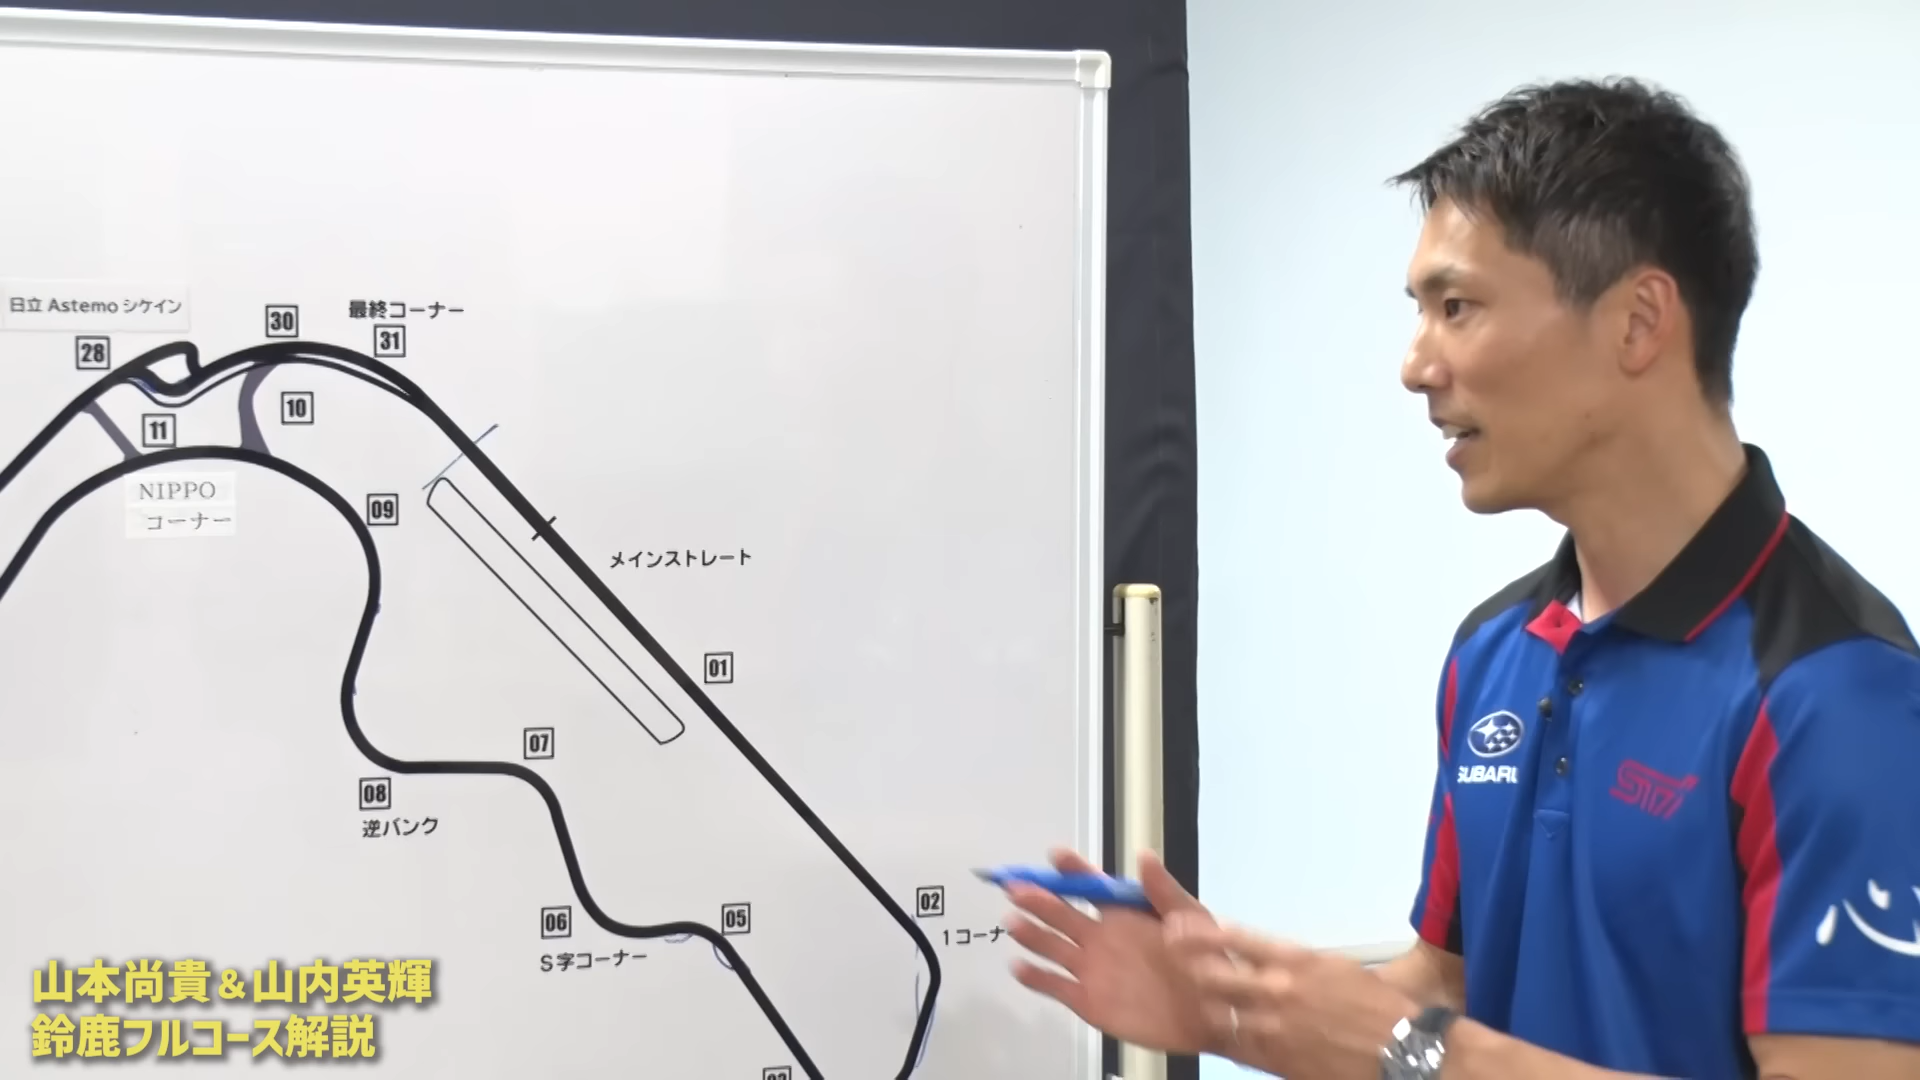 日立 Astemo シケイン
28
30
最終コーナー
31
11
10
NIPPO
コーナー
09
メインストレート
01
07
08
逆バンク
06
05
S字コーナー
02
1コーナ
SUBARU
STI
山本尚貴&山内英輝
鈴鹿フルコース解説